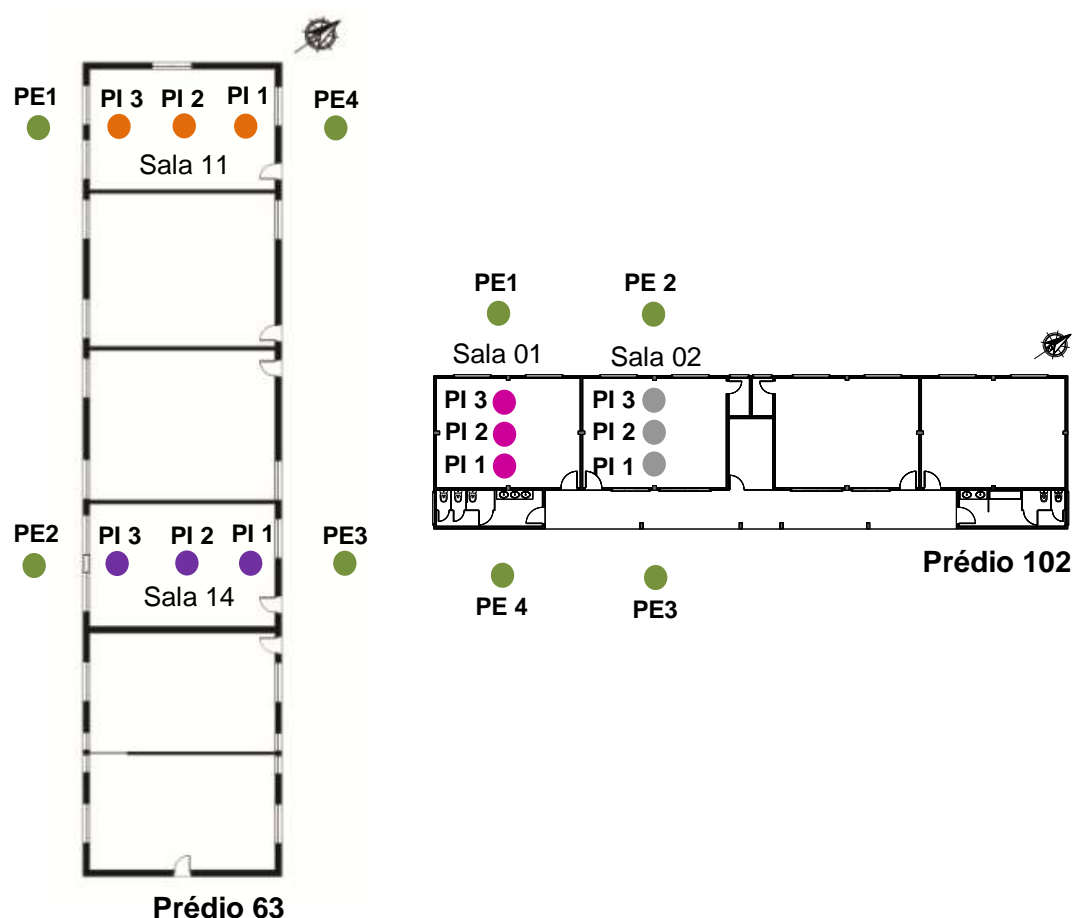 PE1 PI 3 PI 2 PI 1 PE4
Sala 11
PE2 PI 3 PI 2 PI 1 PE3
Sala 14
Prédio 63
PE1 PE 2
Sala 01 Sala 02
PI 3 PI 3
PI 2 PI 2
PI 1 PI 1
Prédio 102
PE 4 PE3